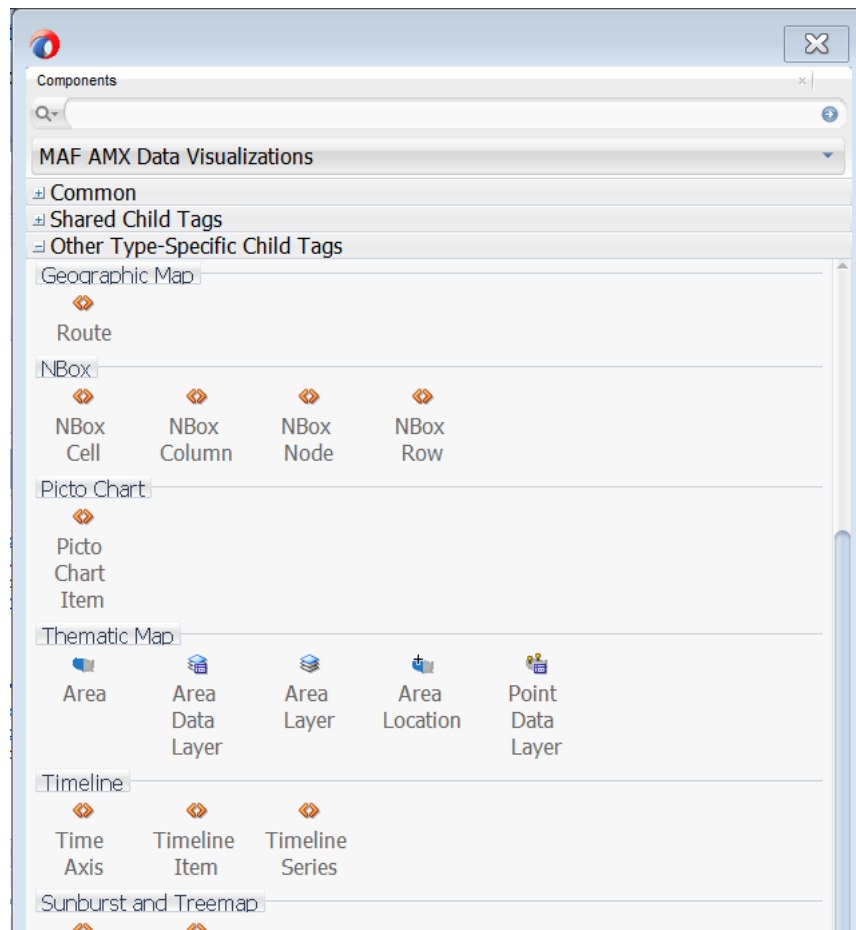 Components
MAF AMX Data Visualizations
Common
Shared Child Tags
Other Type-Specific Child Tags
Geographic Map
Route
NBox
NBox Cell
NBox Column
NBox Node
NBox Row
Picto Chart
Picto Chart Item
Thematic Map
Area
Area Data Layer
Area Layer
Area Location
Point Data Layer
Timeline
Time Axis
Timeline Item
Timeline Series
Sunburst and Treemap